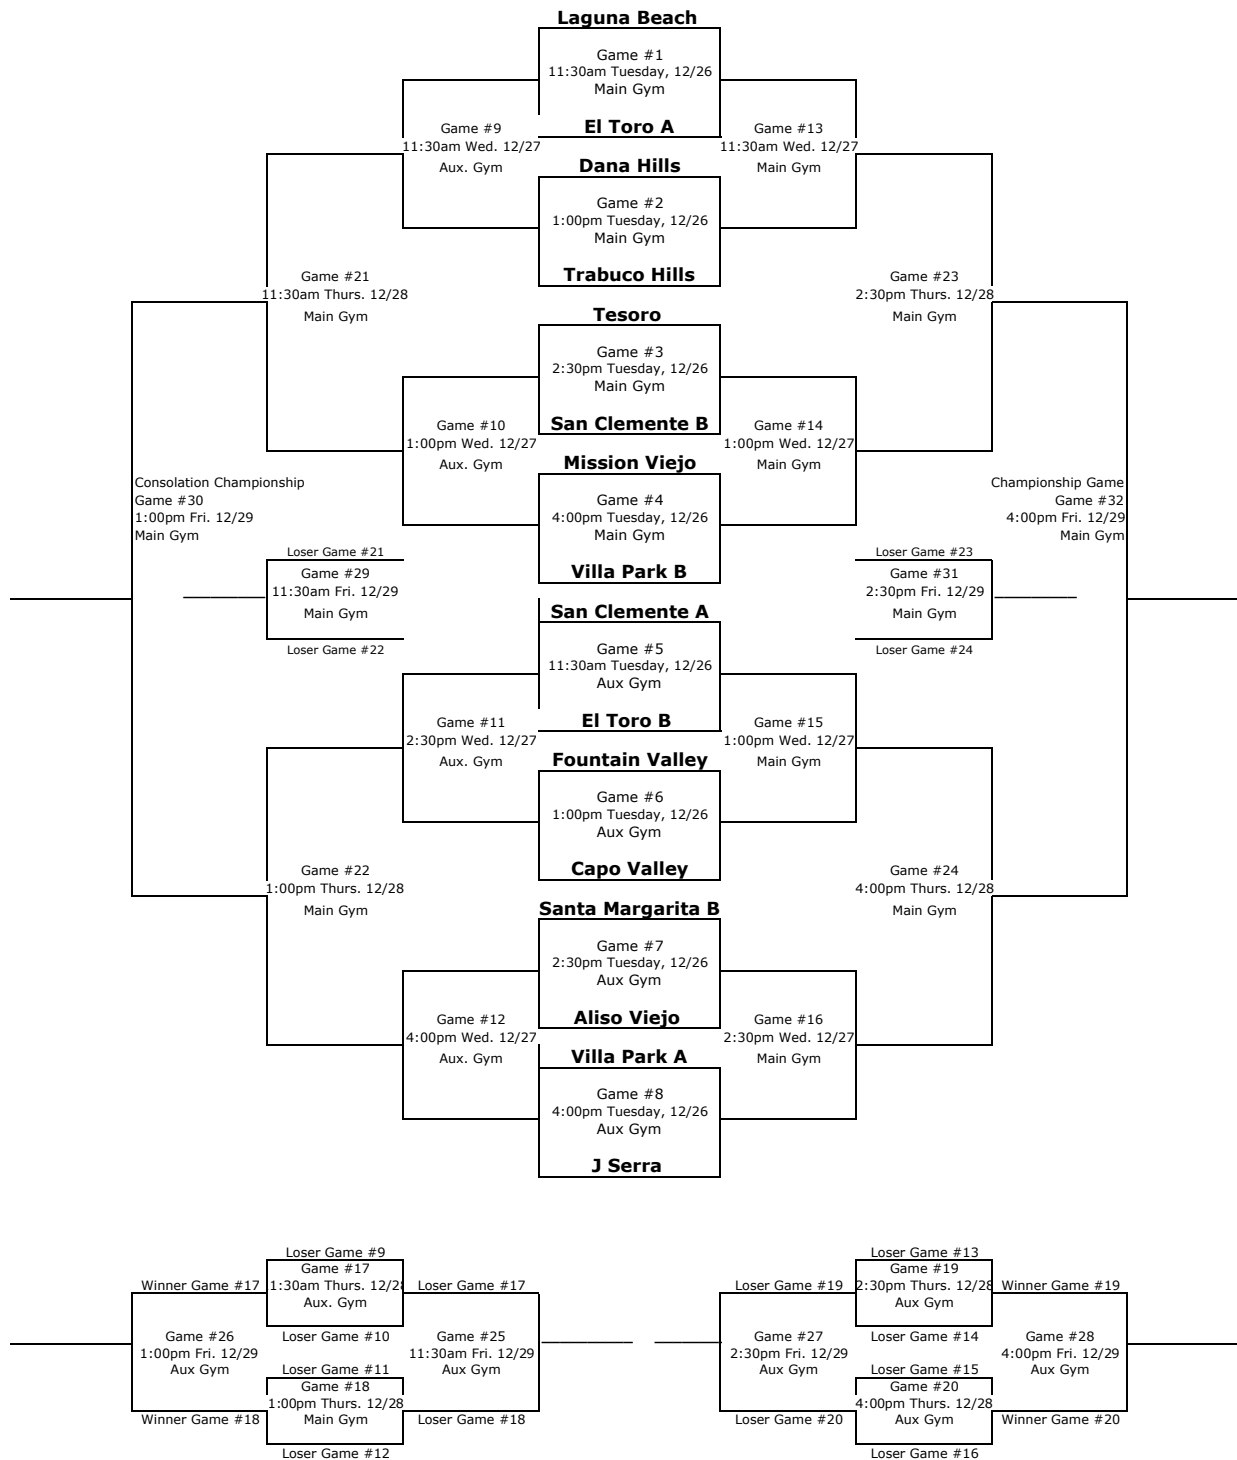 Laguna Beach
Game #1
11:30am Tuesday, 12/26
Main Gym
Game #9
11:30am Wed. 12/27
Aux. Gym
El Toro A
Game #13
11:30am Wed. 12/27
Main Gym
Dana Hills
Game #2
1:00pm Tuesday, 12/26
Main Gym
Trabuco Hills
Game #21
11:30am Thurs. 12/28
Main Gym
Game #23
2:30pm Thurs. 12/28
Main Gym
Tesoro
Game #3
2:30pm Tuesday, 12/26
Main Gym
San Clemente B
Game #10
1:00pm Wed. 12/27
Aux. Gym
Game #14
1:00pm Wed. 12/27
Main Gym
Mission Viejo
Game #4
4:00pm Tuesday, 12/26
Main Gym
Villa Park B
Consolation Championship
Game #30
1:00pm Fri. 12/29
Main Gym
Championship Game
Game #32
4:00pm Fri. 12/29
Main Gym
Loser Game #21
Game #29
11:30am Fri. 12/29
Main Gym
Loser Game #22
Loser Game #23
Game #31
2:30pm Fri. 12/29
Main Gym
Loser Game #24
San Clemente A
Game #5
11:30am Tuesday, 12/26
Aux Gym
El Toro B
Game #11
2:30pm Wed. 12/27
Aux. Gym
Game #15
1:00pm Wed. 12/27
Main Gym
Fountain Valley
Game #6
1:00pm Tuesday, 12/26
Aux Gym
Capo Valley
Game #22
1:00pm Thurs. 12/28
Main Gym
Game #24
4:00pm Thurs. 12/28
Main Gym
Santa Margarita B
Game #7
2:30pm Tuesday, 12/26
Aux Gym
Aliso Viejo
Game #12
4:00pm Wed. 12/27
Aux. Gym
Game #16
2:30pm Wed. 12/27
Main Gym
Villa Park A
Game #8
4:00pm Tuesday, 12/26
Aux Gym
J Serra
Loser Game #9
Game #17
1:30am Thurs. 12/28
Aux. Gym
Loser Game #10
Winner Game #17
Loser Game #17
Game #26
1:00pm Fri. 12/29
Aux Gym
Game #25
11:30am Fri. 12/29
Aux Gym
Loser Game #11
Game #18
1:00pm Thurs. 12/28
Main Gym
Loser Game #12
Winner Game #18
Loser Game #18
Loser Game #13
Game #19
2:30pm Thurs. 12/28
Aux Gym
Loser Game #14
Loser Game #19
Winner Game #19
Game #27
2:30pm Fri. 12/29
Aux Gym
Game #28
4:00pm Fri. 12/29
Aux Gym
Loser Game #15
Game #20
4:00pm Thurs. 12/28
Aux Gym
Loser Game #16
Loser Game #20
Winner Game #20